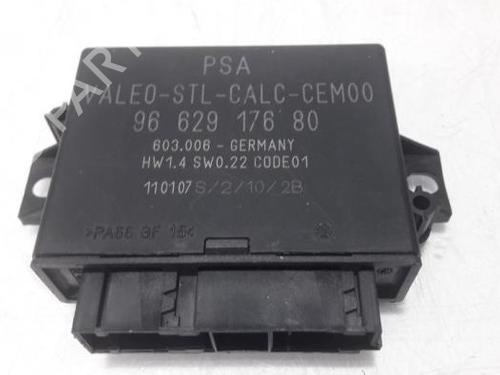 PSA
VALEO-STL-CALC-CEM00
96 629 176 80
603.006 - GERMANY
HW1.4 SW0.22 CODE01
110107 S/2/10/2B
>PA66 GF 15<